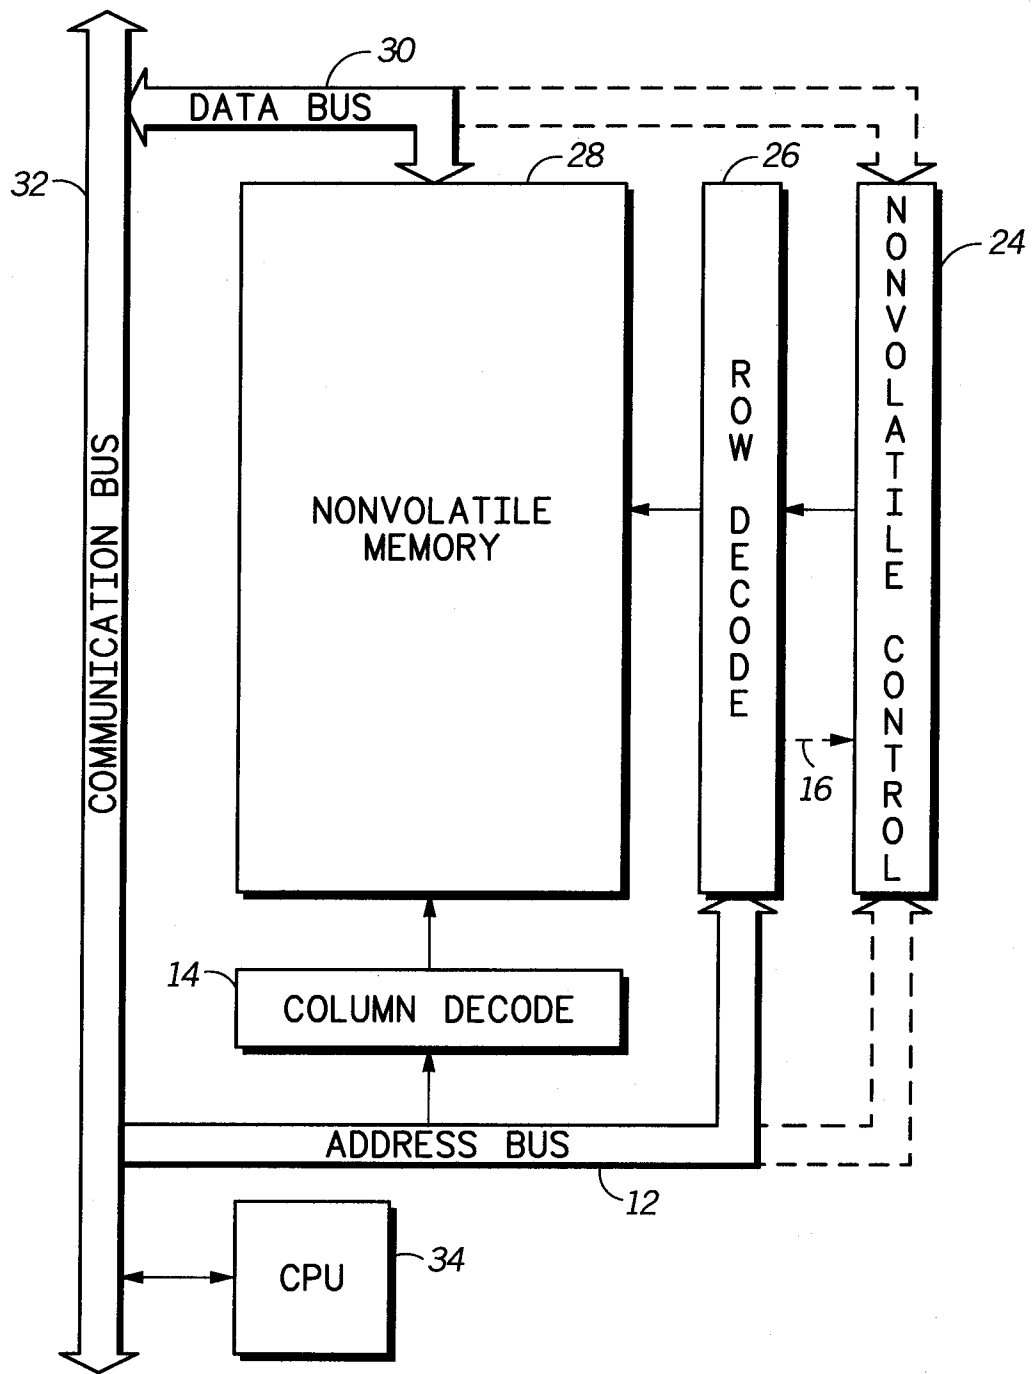 30
DATA BUS
32
28
26
24
NONVOLATILE CONTROL
ROW DECODE
NONVOLATILE
MEMORY
COMMUNICATION BUS
16
14
COLUMN DECODE
ADDRESS BUS
12
CPU
34